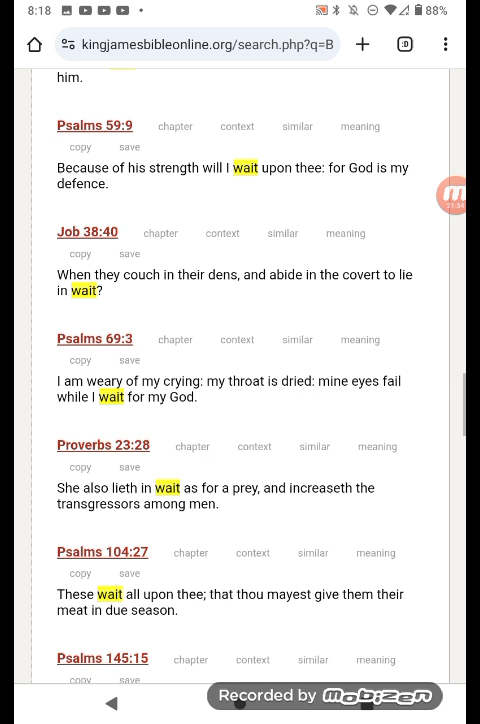 8:18
88%
kingjamesbibleonline.org/search.php?q=B
:D
him.
Psalms 59:9 chapter context similar meaning
copy save
Because of his strength will I wait upon thee: for God is my
defence.
Job 38:40 chapter context similar meaning
copy save
When they couch in their dens, and abide in the covert to lie
in wait?
Psalms 69:3 chapter context similar meaning
copy save
I am weary of my crying: my throat is dried: mine eyes fail
while I wait for my God.
Proverbs 23:28 chapter context similar meaning
copy save
She also lieth in wait as for a prey, and increaseth the
transgressors among men.
Psalms 104:27 chapter context similar meaning
copy save
These wait all upon thee; that thou mayest give them their
meat in due season.
Psalms 145:15 chapter context similar meaning
copy save
m
21:34
Recorded by mobizen